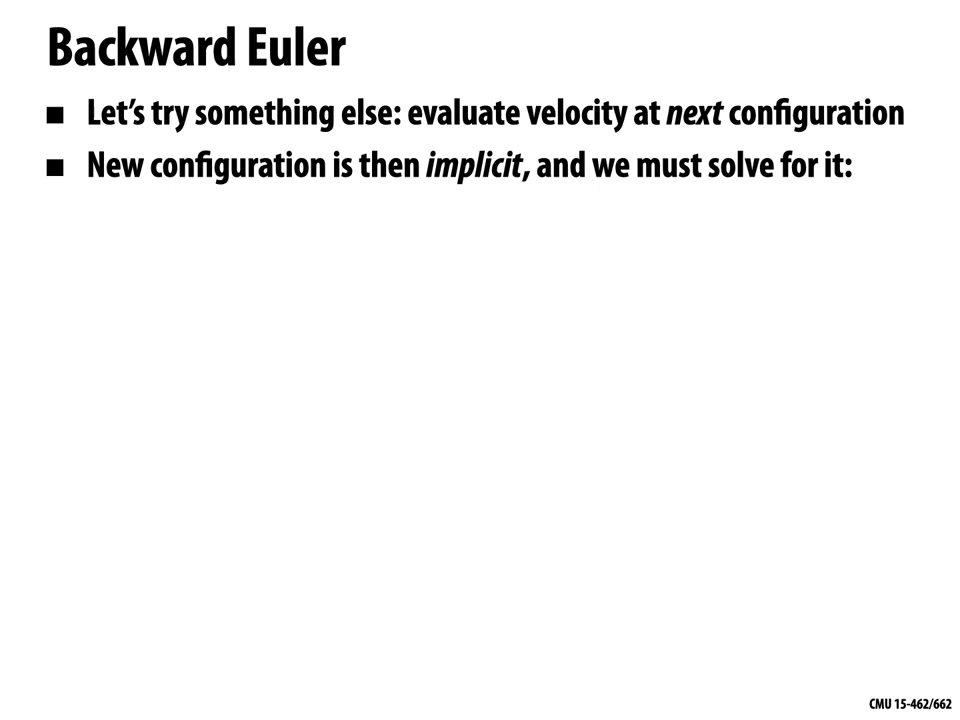 Backward Euler
■ Let’s try something else: evaluate velocity at next configuration
■ New configuration is then implicit, and we must solve for it:
CMU 15-462/662